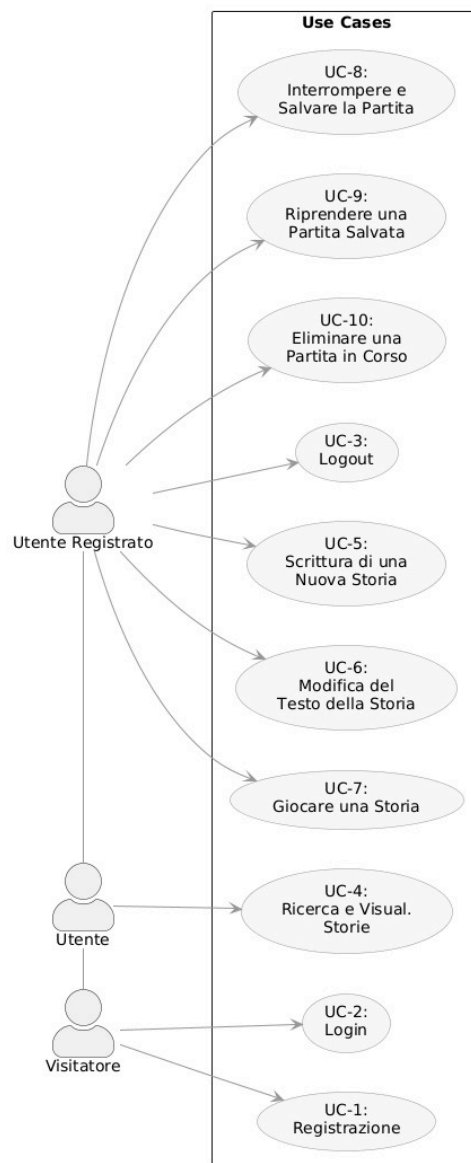 Use Cases
UC-8:
Interrompere e
Salvare la Partita
UC-9:
Riprendere una
Partita Salvata
UC-10:
Eliminare una
Partita in Corso
UC-3:
Logout
Utente Registrato
UC-5:
Scrittura di una
Nuova Storia
UC-6:
Modifica del
Testo della Storia
UC-7:
Giocare una Storia
UC-4:
Ricerca e Visual.
Storie
Utente
UC-2:
Login
Visitatore
UC-1:
Registrazione